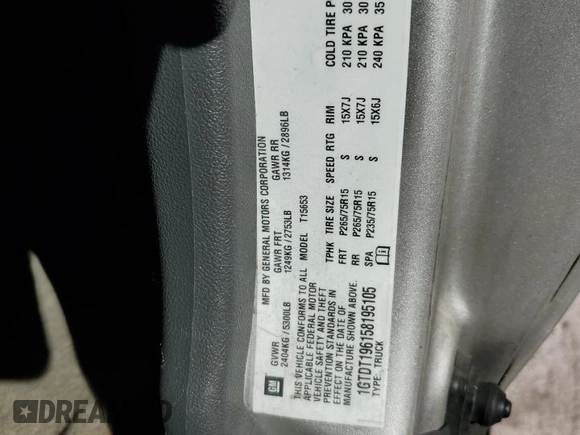 MFD BY GENERAL MOTORS CORPORATION
GVWR GAWR FRT GAWR RR
2404KG/5300LB 1249KG/2753LB 1314KG/2896LB
THIS VEHICLE CONFORMS TO ALL MODEL T15653
APPLICABLE FEDERAL MOTOR
VEHICLE SAFETY AND THEFT
PREVENTION STANDARDS IN
EFFECT ON THE DATE OF
MANUFACTURE SHOWN ABOVE.
1GTDT196158195105
TYPE: TRUCK
TPHK TIRE SIZE SPEED RTG RIM COLD TIRE P
FRT P265/75R15 S 15X7J 210 KPA 30
RR P265/75R15 S 15X7J 210 KPA 30
SPA P235/75R15 S 15X6J 240 KPA 35
GM